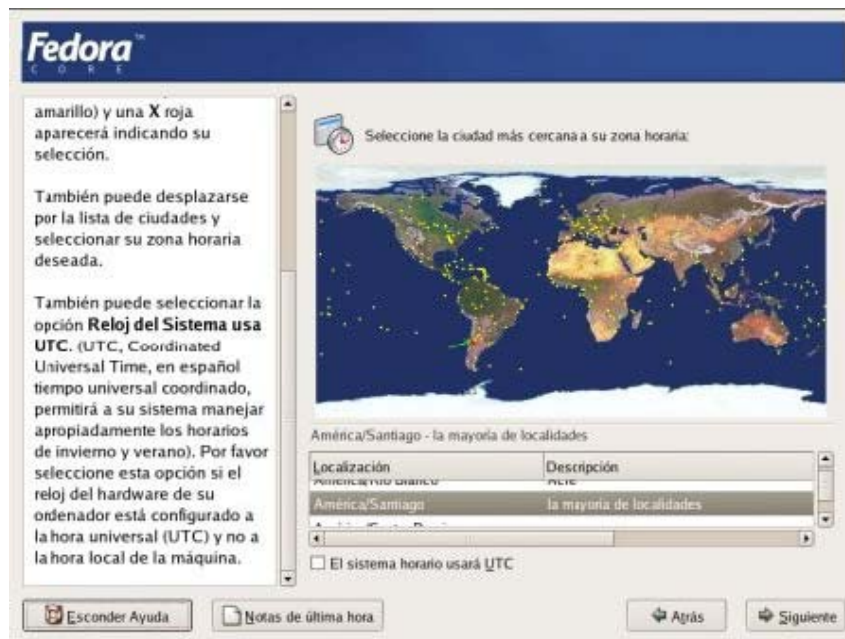 Fedora™
CORE
amarillo) y una X roja
aparecerá indicando su
selección.
También puede desplazarse
por la lista de ciudades y
seleccionar su zona horaria
deseada.
También puede seleccionar la
opción Reloj del Sistema usa
UTC. (UTC, Coordinated
Universal Time, en español
tiempo universal coordinado,
permitirá a su sistema manejar
apropiadamente los horarios
de invierno y verano). Por favor
seleccione esta opción si el
reloj del hardware de su
ordenador está configurado a
la hora universal (UTC) y no a
la hora local de la máquina.
Seleccione la ciudad más cercana a su zona horaria:
América/Santiago - la mayoría de localidades
Localización Descripción
América/Santiago la mayoría de localidades
El sistema horario usará UTC
Esconder Ayuda Notas de última hora Atrás Siguiente